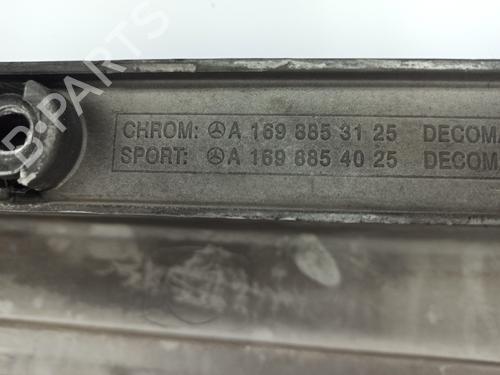 B-PARTS
CHROM: A 169 885 31 25 DECOMA
SPORT: A 169 885 40 25 DECOMA